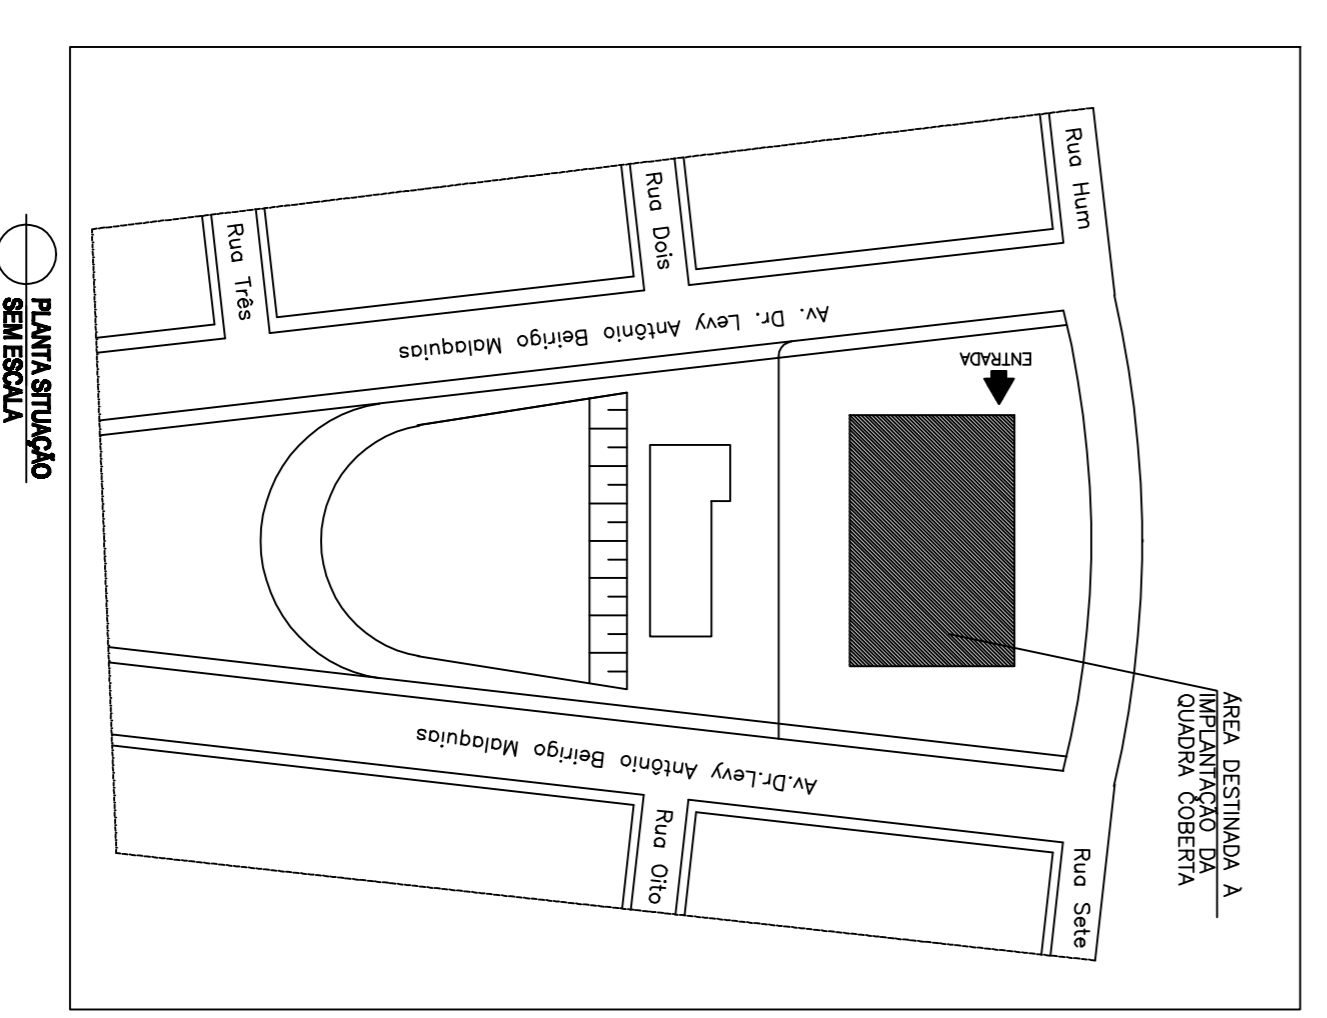 Rua Hum
Rua Dois
Rua Três
Av. Dr. Levy Antônio Beirigo Malaquias
ENTRADA
Av.Dr.Levy Antônio Beirigo Malaquias
Rua Oito
Rua Sete
ÁREA DESTINADA À
IMPLANTAÇÃO DA
QUADRA COBERTA
PLANTA SITUAÇÃO
SEM ESCALA